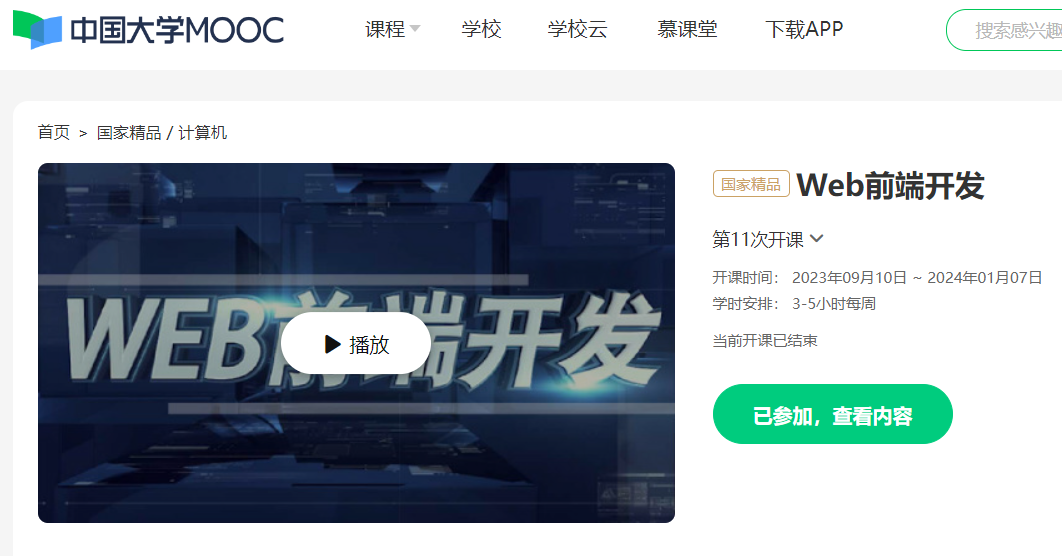 中国大学MOOC 课程 学校 学校云 慕课堂 下载APP 搜索感兴趣
首页 > 国家精品 / 计算机
WEB前端开发
播放
国家精品 Web前端开发
第11次开课
开课时间： 2023年09月10日 ~ 2024年01月07日
学时安排： 3-5小时每周
当前开课已结束
已参加，查看内容